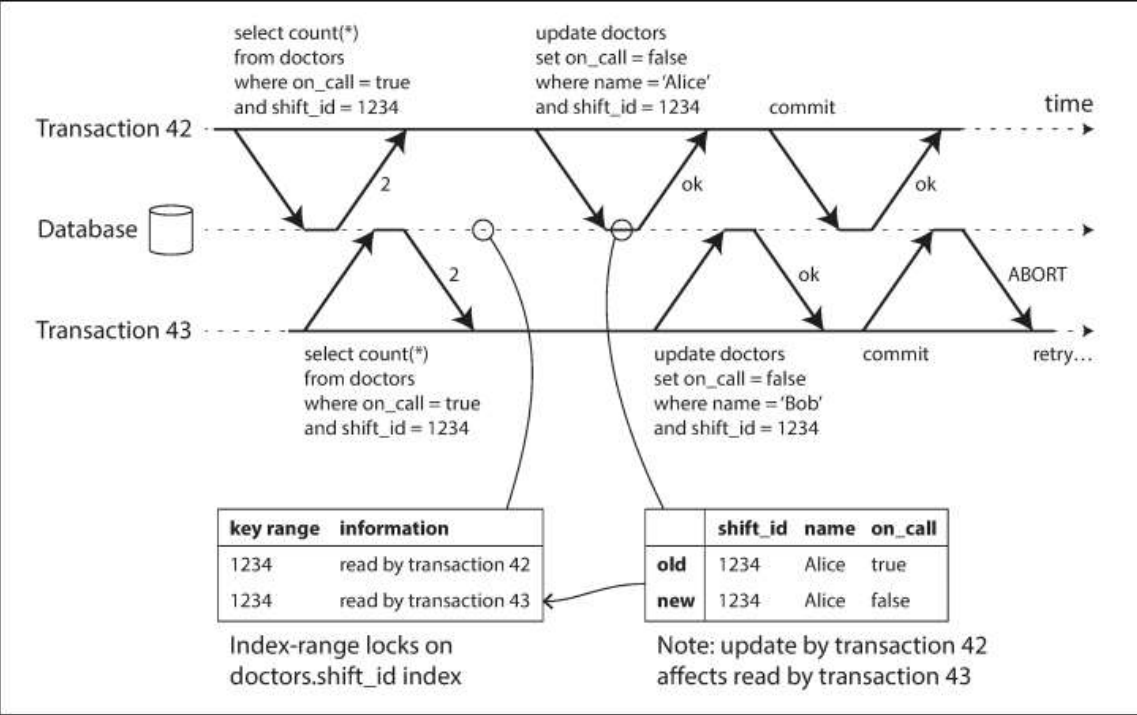 select count(*)
from doctors
where on_call = true
and shift_id = 1234
update doctors
set on_call = false
where name = ‘Alice’
and shift_id = 1234
commit
time
Transaction 42
2
ok
ok
Database
2
ok
ABORT
Transaction 43
select count(*)
from doctors
where on_call = true
and shift_id = 1234
update doctors
set on_call = false
where name = ‘Bob’
and shift_id = 1234
commit
retry…
key range information
1234 read by transaction 42
1234 read by transaction 43
Index-range locks on
doctors.shift_id index
shift_id name on_call
old 1234 Alice true
new 1234 Alice false
Note: update by transaction 42
affects read by transaction 43